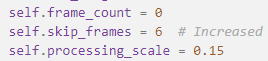 self.frame_count = 0
self.skip_frames = 6  # Increased
self.processing_scale = 0.15